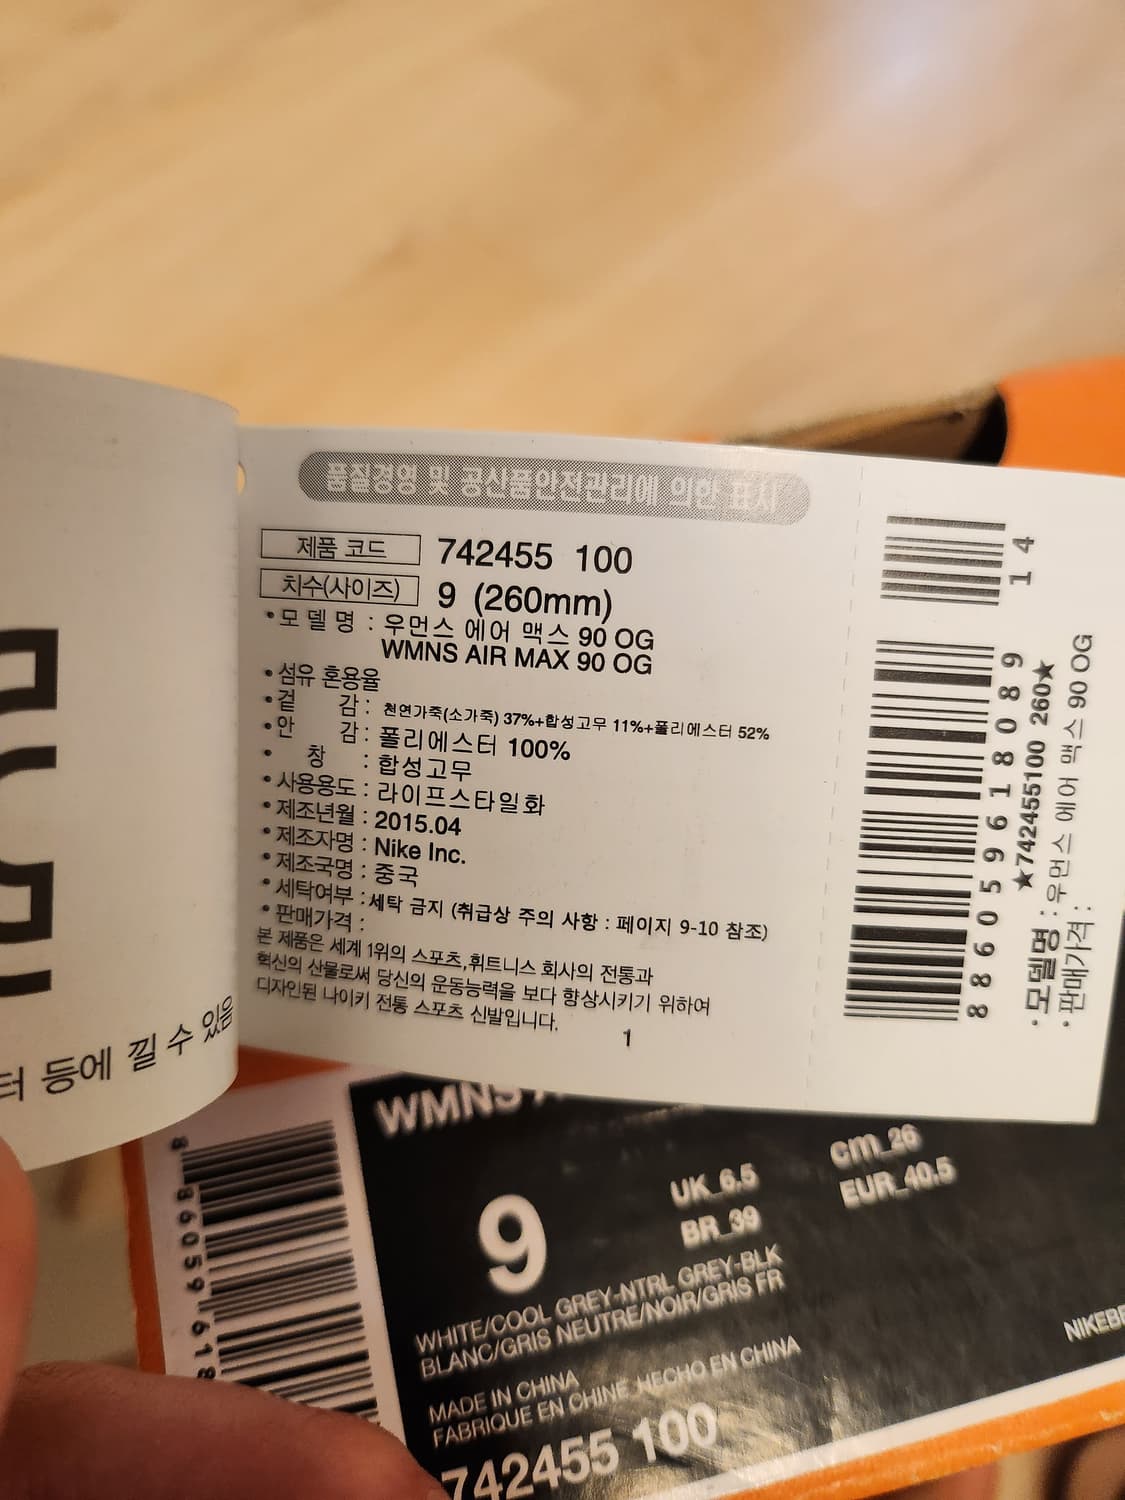 품질경영 및 공산품안전관리에 의한 표시
제품 코드 742455 100
치수(사이즈) 9 (260mm)
•모 델 명 : 우먼스 에어 맥스 90 OG
WMNS AIR MAX 90 OG
•섬유 혼용율
•겉 감 : 천연가죽(소가죽) 37%+합성고무 11%+폴리에스터 52%
•안 감 : 폴리에스터 100%
• 창 : 합성고무
•사용용도 : 라이프스타일화
•제조년월 : 2015.04
•제조자명 : Nike Inc.
•제조국명 : 중국
•세탁여부 : 세탁 금지 (취급상 주의 사항 : 페이지 9-10 참조)
•판매가격 :
본 제품은 세계 1위의 스포츠,휘트니스 회사의 전통과
혁신의 산물로써 당신의 운동능력을 보다 향상시키기 위하여
디자인된 나이키 전통 스포츠 신발입니다.
1
14
886059618089
★742455100 260★
·모델명 : 우먼스 에어 맥스 90 OG
·판매가격 :
터 등에 낄 수 있음
WMNS
9
UK_6.5
BR_39
cm_26
EUR_40.5
WHITE/COOL GREY-NTRL GREY-BLK
BLANC/GRIS NEUTRE/NOIR/GRIS FR
MADE IN CHINA
FABRIQUE EN CHINE HECHO EN CHINA
742455 100
NIKEBE
8 86059 618